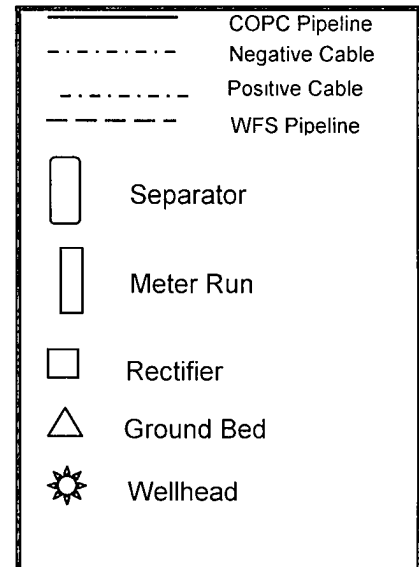 COPC Pipeline
Negative Cable
Positive Cable
WFS Pipeline
Separator
Meter Run
Rectifier
Ground Bed
Wellhead